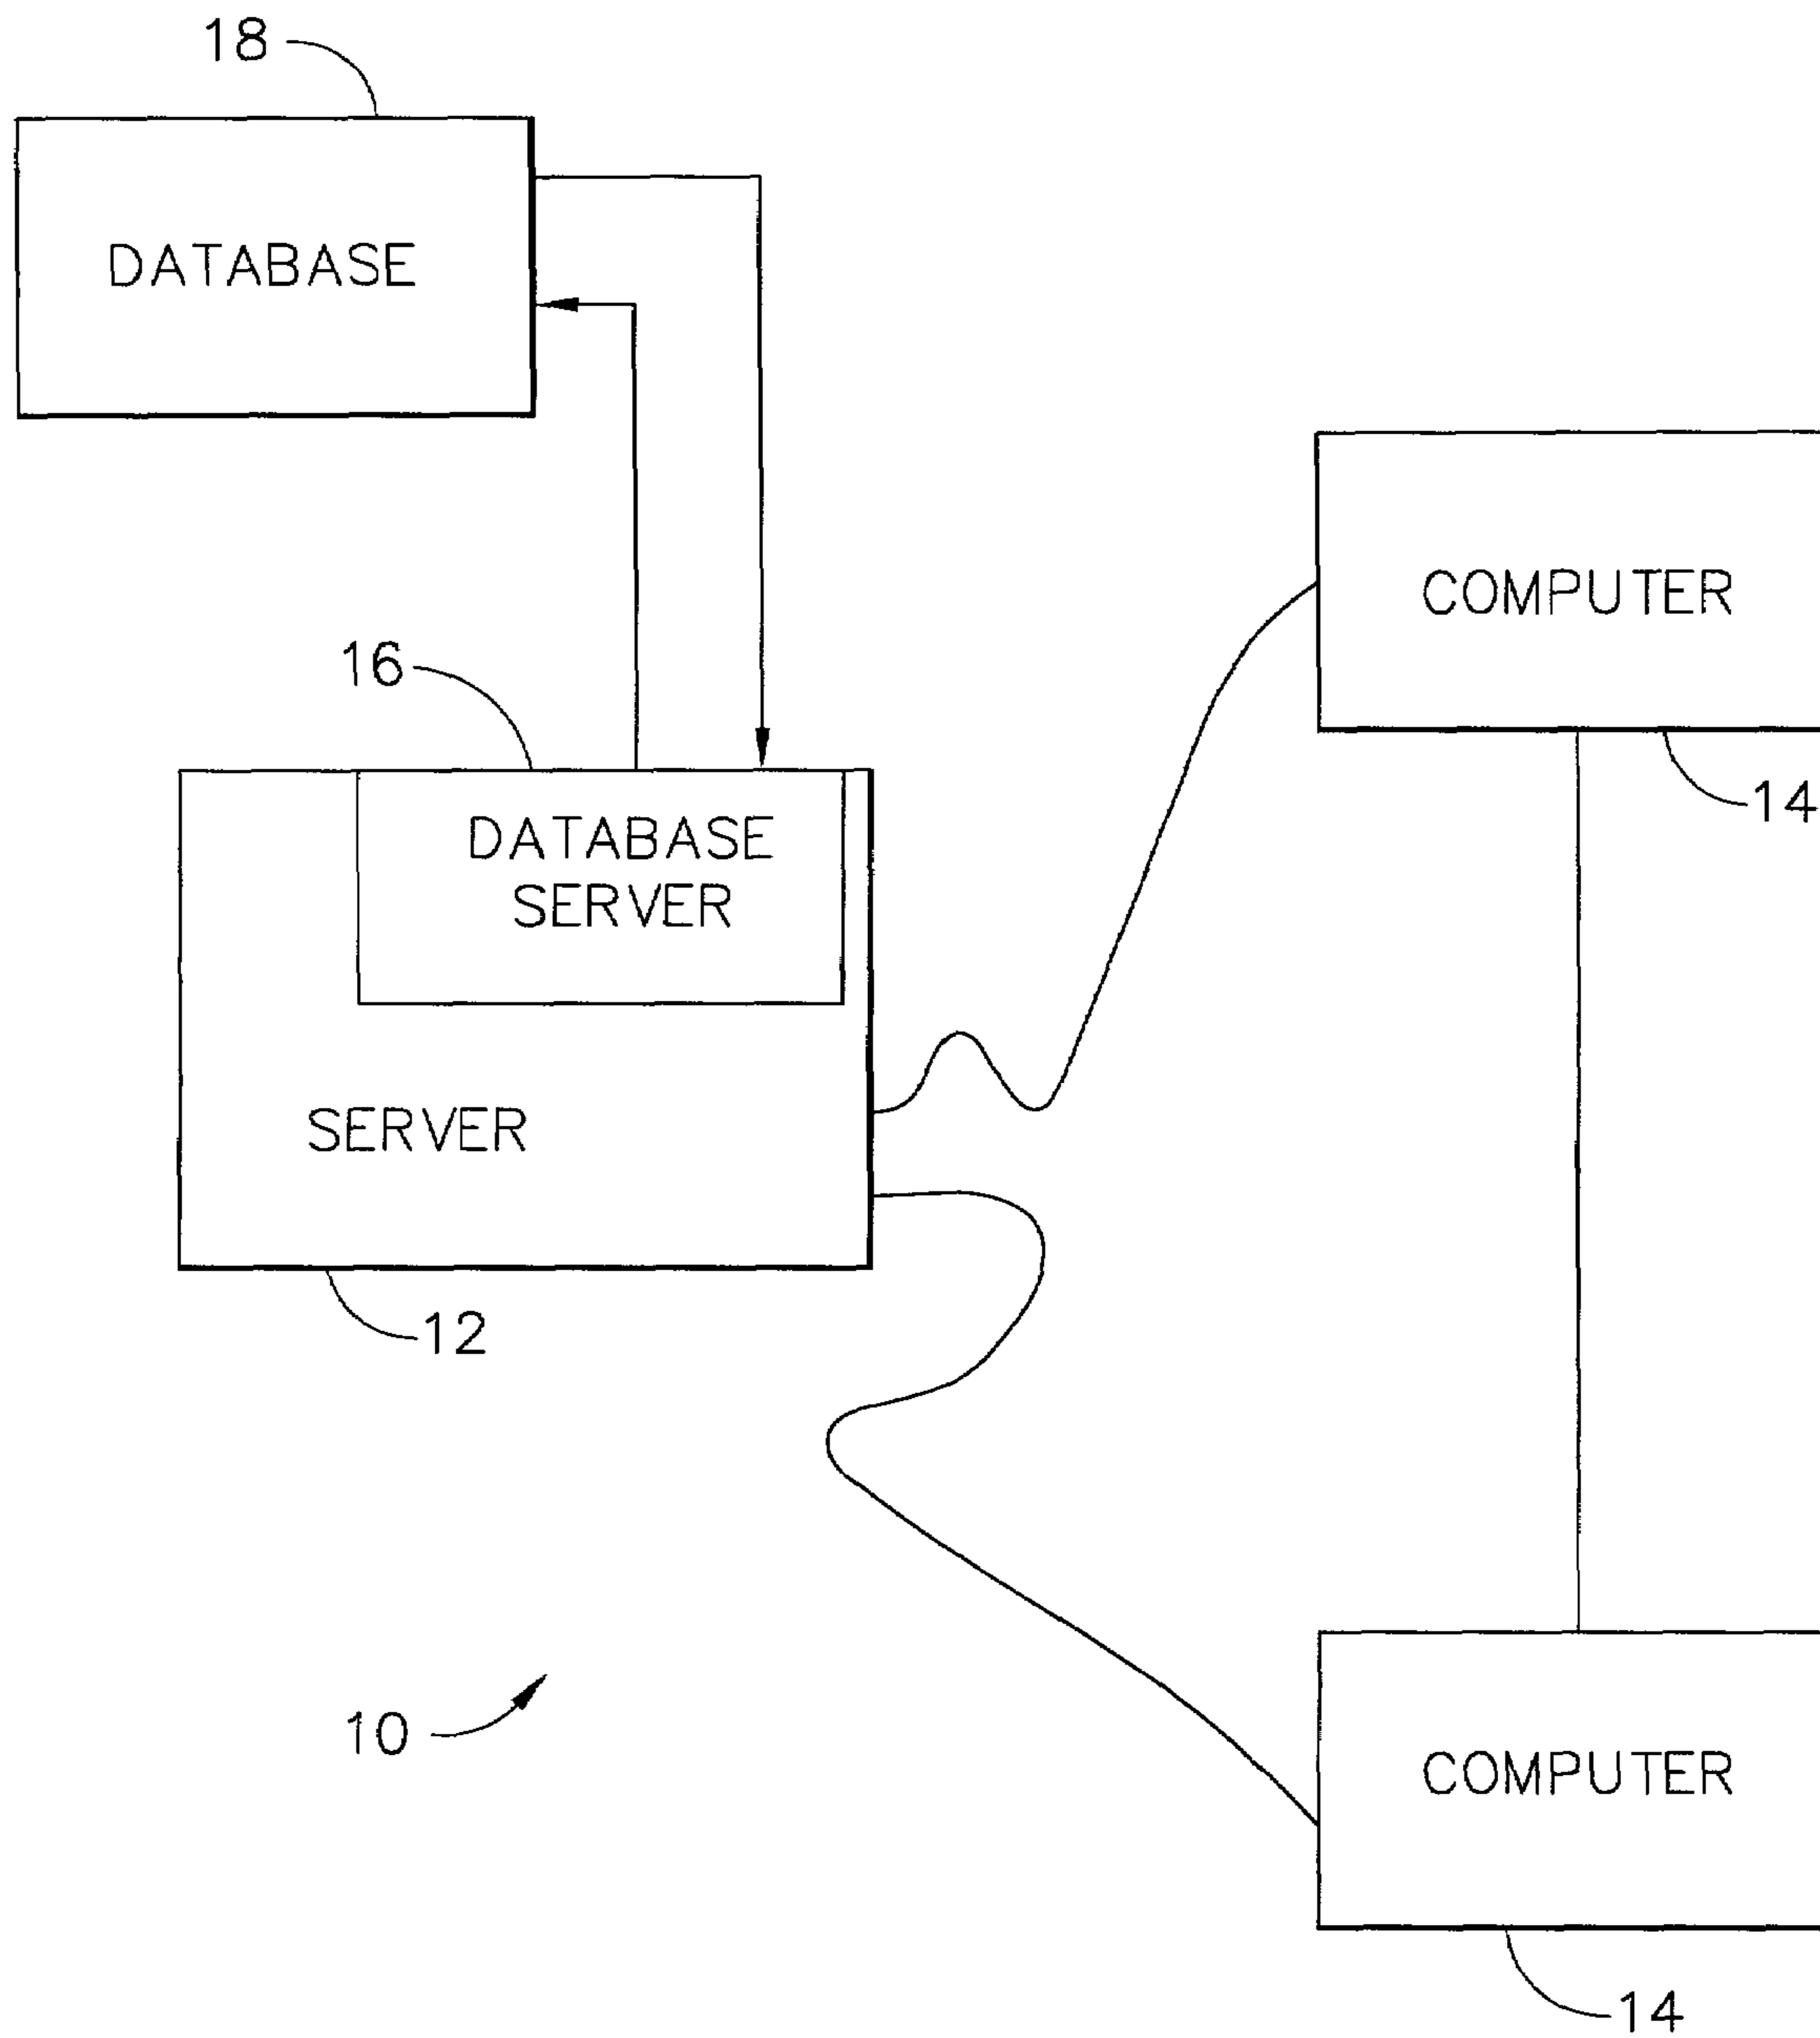 18
DATABASE
COMPUTER
16
14
DATABASE
SERVER
SERVER
12
10
COMPUTER
14